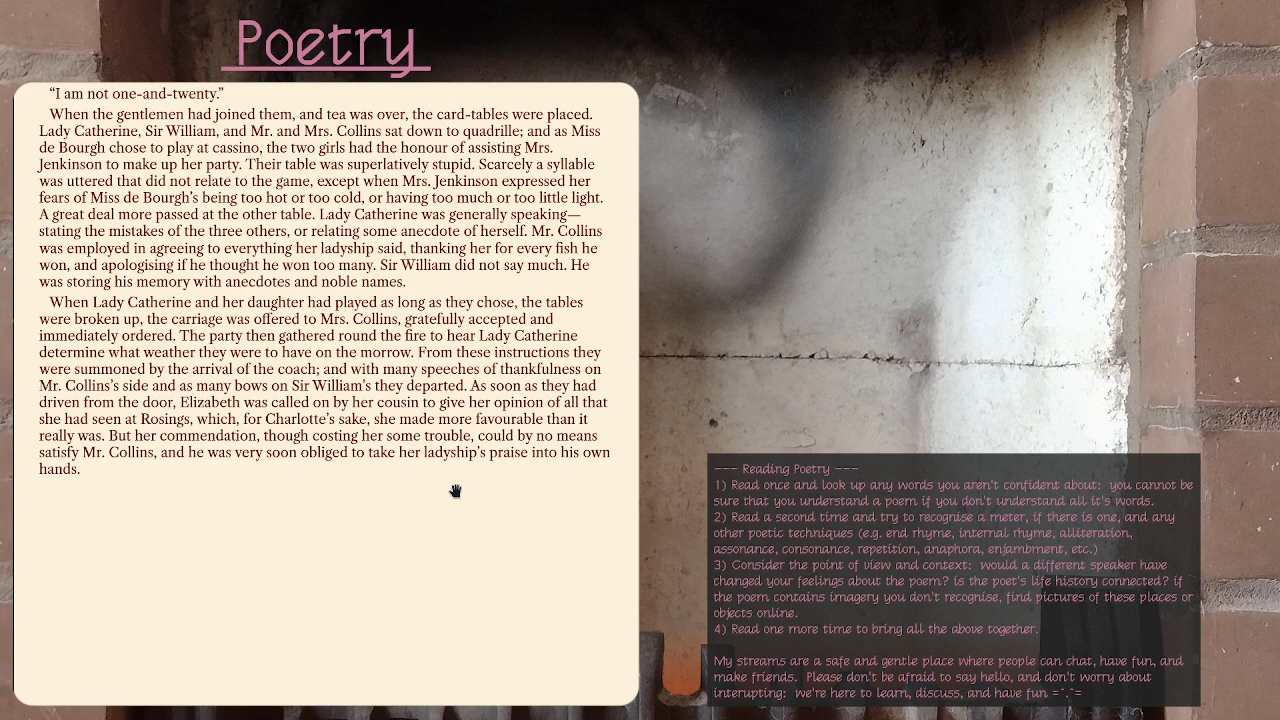 Poetry
“I am not one-and-twenty.”
When the gentlemen had joined them, and tea was over, the card-tables were placed.
Lady Catherine, Sir William, and Mr. and Mrs. Collins sat down to quadrille; and as Miss
de Bourgh chose to play at cassino, the two girls had the honour of assisting Mrs.
Jenkinson to make up her party. Their table was superlatively stupid. Scarcely a syllable
was uttered that did not relate to the game, except when Mrs. Jenkinson expressed her
fears of Miss de Bourgh’s being too hot or too cold, or having too much or too little light.
A great deal more passed at the other table. Lady Catherine was generally speaking—
stating the mistakes of the three others, or relating some anecdote of herself. Mr. Collins
was employed in agreeing to everything her ladyship said, thanking her for every fish he
won, and apologising if he thought he won too many. Sir William did not say much. He
was storing his memory with anecdotes and noble names.
When Lady Catherine and her daughter had played as long as they chose, the tables
were broken up, the carriage was offered to Mrs. Collins, gratefully accepted and
immediately ordered. The party then gathered round the fire to hear Lady Catherine
determine what weather they were to have on the morrow. From these instructions they
were summoned by the arrival of the coach; and with many speeches of thankfulness on
Mr. Collins’s side and as many bows on Sir William’s they departed. As soon as they had
driven from the door, Elizabeth was called on by her cousin to give her opinion of all that
she had seen at Rosings, which, for Charlotte’s sake, she made more favourable than it
really was. But her commendation, though costing her some trouble, could by no means
satisfy Mr. Collins, and he was very soon obliged to take her ladyship’s praise into his own
hands.
--- Reading Poetry ---
1) Read once and look up any words you aren't confident about:  you cannot be
sure that you understand a poem if you don't understand all it's words.
2) Read a second time and try to recognise a meter, if there is one, and any
other poetic techniques (e.g. end rhyme, internal rhyme, alliteration,
assonance, consonance, repetition, anaphora, enjambment, etc.)
3) Consider the point of view and context:  would a different speaker have
changed your feelings about the poem? is the poet's life history connected? if
the poem contains imagery you don't recognise, find pictures of these places or
objects online.
4) Read one more time to bring all the above together.
My streams are a safe and gentle place where people can chat, have fun, and
make friends.  Please don't be afraid to say hello, and don't worry about
interupting:  we're here to learn, discuss, and have fun =^.^=